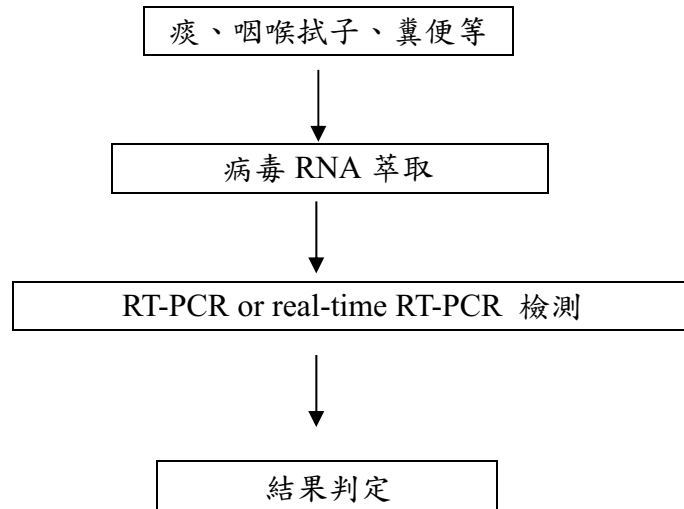 痰、咽喉拭子、糞便等
病毒 RNA 萃取
RT-PCR or real-time RT-PCR 檢測
結果判定